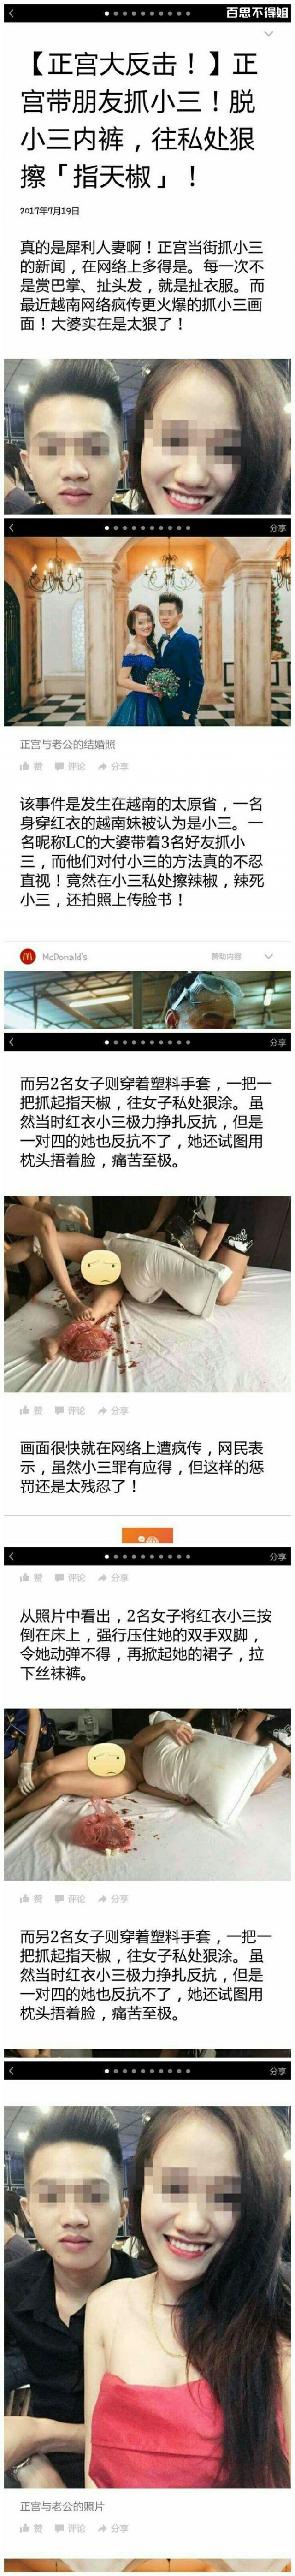 百思不得姐
【正宫大反击！】正
宫带朋友抓小三！脱
小三内裤，往私处狠
擦「指天椒」！
2017年7月19日
真的是犀利人妻啊！正宫当街抓小三
的新闻，在网络上多得是。每一次不
是赏巴掌、扯头发，就是扯衣服。而
最近越南网络疯传更火爆的抓小三画
面！大婆实在是太狠了！
分享
正宫与老公的结婚照
赞 评论 分享
该事件是发生在越南的太原省，一名
身穿红衣的越南妹被认为是小三。一
名昵称LC的大婆带着3名好友抓小
三，而他们对付小三的方法真的不忍
直视！竟然在小三私处擦辣椒，辣死
小三，还拍照上传脸书！
McDonald's 赞助内容
分享
而另2名女子则穿着塑料手套，一把一
把抓起指天椒，往女子私处狠涂。虽
然当时红衣小三极力挣扎反抗，但是
一对四的她也反抗不了，她还试图用
枕头捂着脸，痛苦至极。
赞 评论 分享
画面很快就在网络上遭疯传，网民表
示，虽然小三罪有应得，但这样的惩
罚还是太残忍了！
分享
赞 评论 分享
从照片中看出，2名女子将红衣小三按
倒在床上，强行压住她的双手双脚，
令她动弹不得，再掀起她的裙子，拉
下丝袜裤。
赞 评论 分享
而另2名女子则穿着塑料手套，一把一
把抓起指天椒，往女子私处狠涂。虽
然当时红衣小三极力挣扎反抗，但是
一对四的她也反抗不了，她还试图用
枕头捂着脸，痛苦至极。
分享
正宫与老公的照片
赞 评论 分享